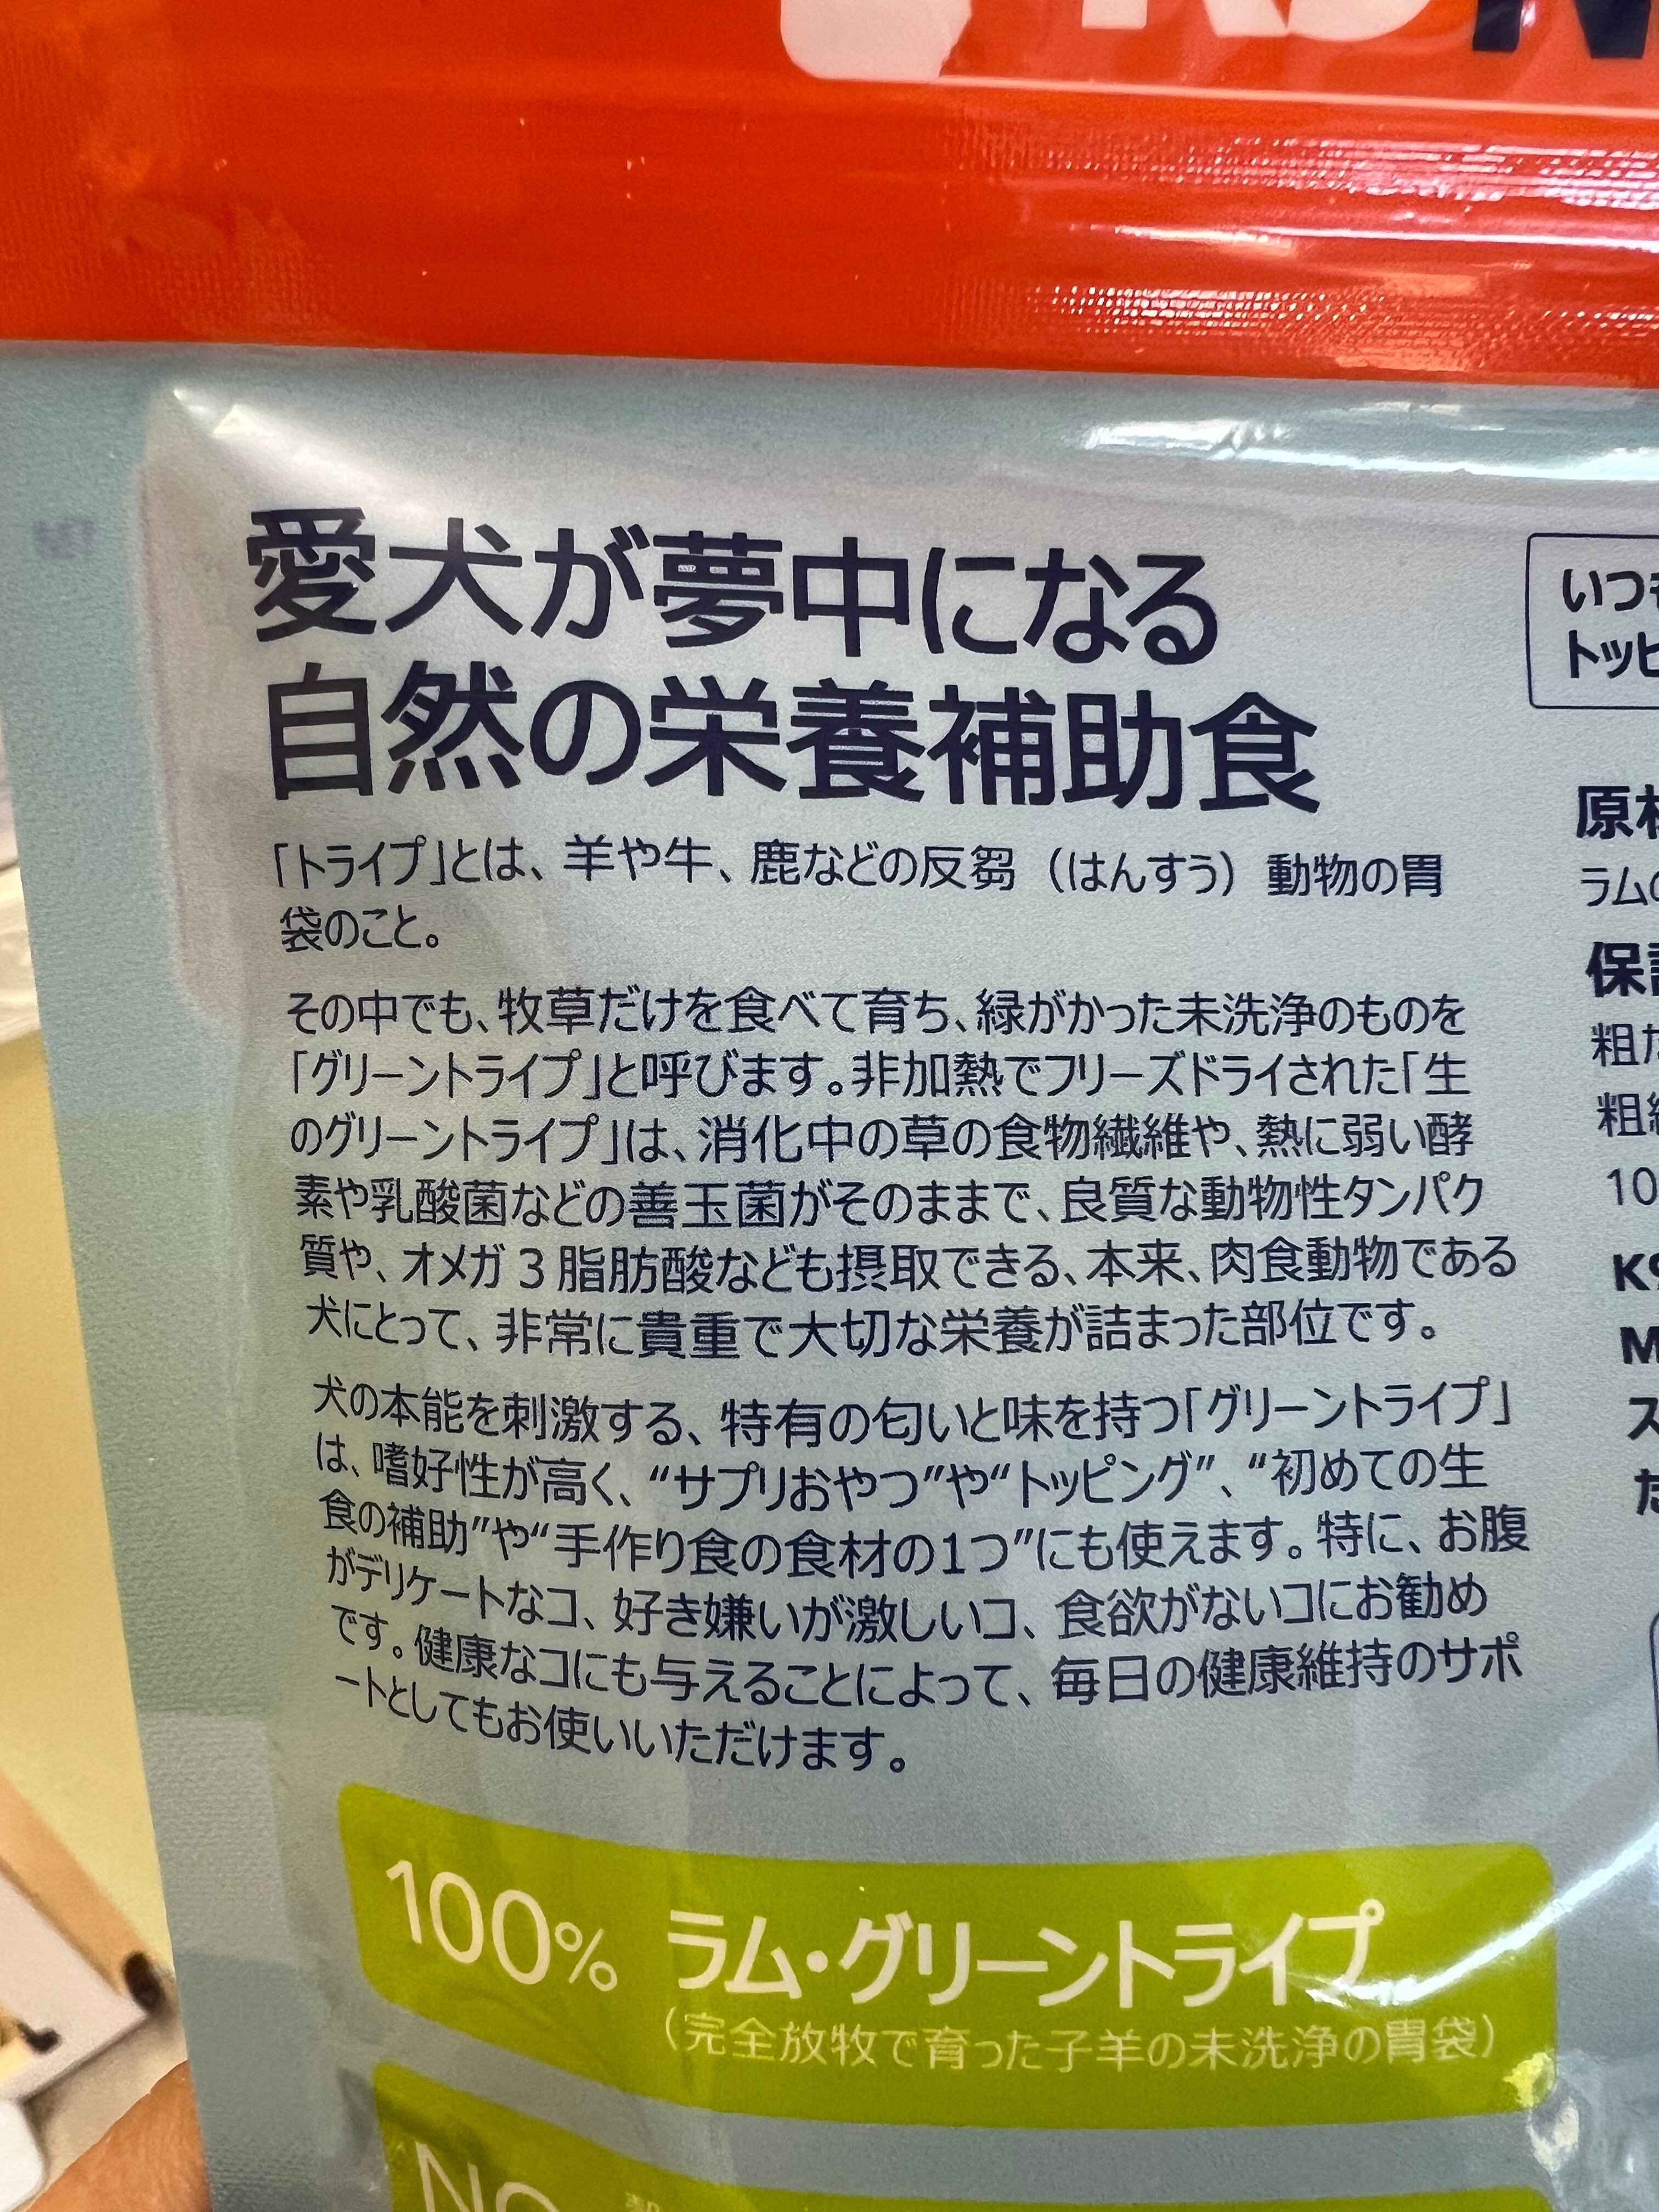 愛犬が夢中になる
自然の栄養補助食
「トライプ」とは、羊や牛、鹿などの反芻（はんすう）動物の胃
袋のこと。
その中でも、牧草だけを食べて育ち、緑がかった未洗浄のものを
「グリーントライプ」と呼びます。非加熱でフリーズドライされた「生
のグリーントライプ」は、消化中の草の食物繊維や、熱に弱い酵
素や乳酸菌などの善玉菌がそのままで、良質な動物性タンパク
質や、オメガ3脂肪酸なども摂取できる、本来、肉食動物である
犬にとって、非常に貴重で大切な栄養が詰まった部位です。
犬の本能を刺激する、特有の匂いと味を持つ「グリーントライプ」
は、嗜好性が高く、“サプリおやつ”や“トッピング”、“初めての生
食の補助”や“手作り食の食材の1つ”にも使えます。特に、お腹
がデリケートなコ、好き嫌いが激しいコ、食欲がないコにお勧め
です。健康なコにも与えることによって、毎日の健康維持のサポ
ートとしてもお使いいただけます。
100% ラム・グリーントライプ
（完全放牧で育った子羊の未洗浄の胃袋）
No
いつ
トッピ
原
ラム
保
粗
粗
10
K9
M
ス